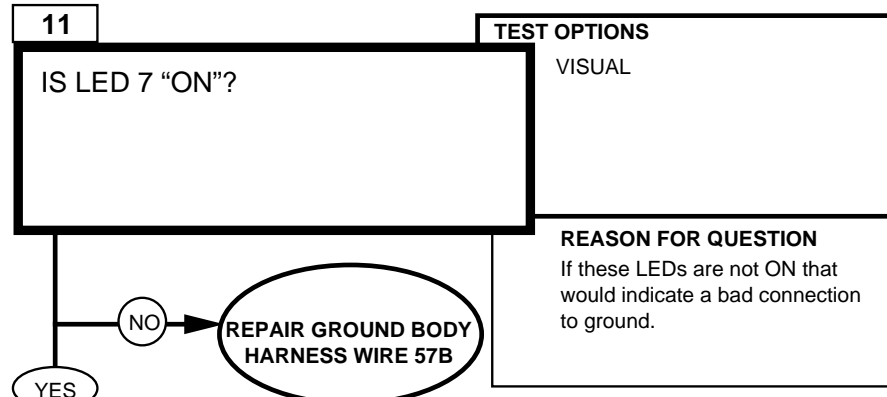 11
IS LED 7 “ON”?
TEST OPTIONS
VISUAL
REASON FOR QUESTION
If these LEDs are not ON that
would indicate a bad connection
to ground.
NO
REPAIR GROUND BODY
HARNESS WIRE 57B
YES